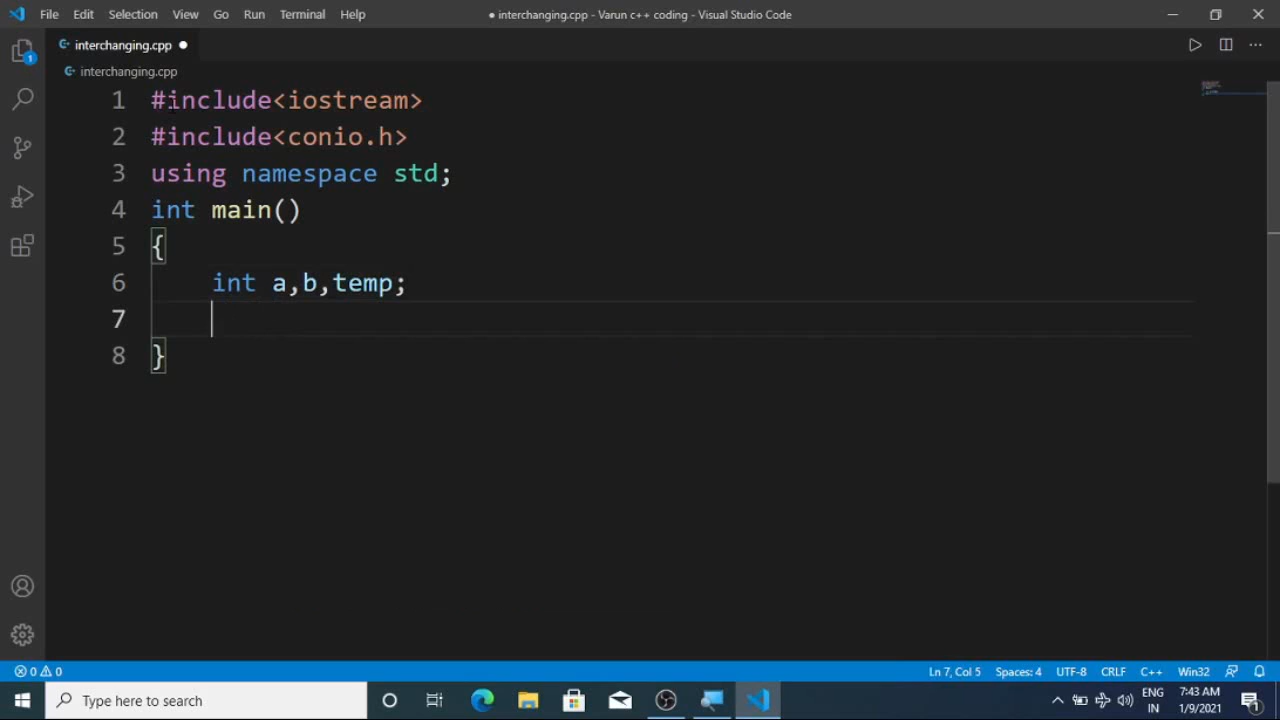 File Edit Selection View Go Run Terminal Help
● interchanging.cpp - Varun c++ coding - Visual Studio Code
interchanging.cpp ●
interchanging.cpp
1 #include<iostream>
2 #include<conio.h>
3 using namespace std;
4 int main()
5 {
6     int a,b,temp;
7
8 }
0 0
Ln 7, Col 5 Spaces: 4 UTF-8 CRLF C++ Win32
Type here to search
ENG
IN
7:43 AM
1/9/2021
1
1